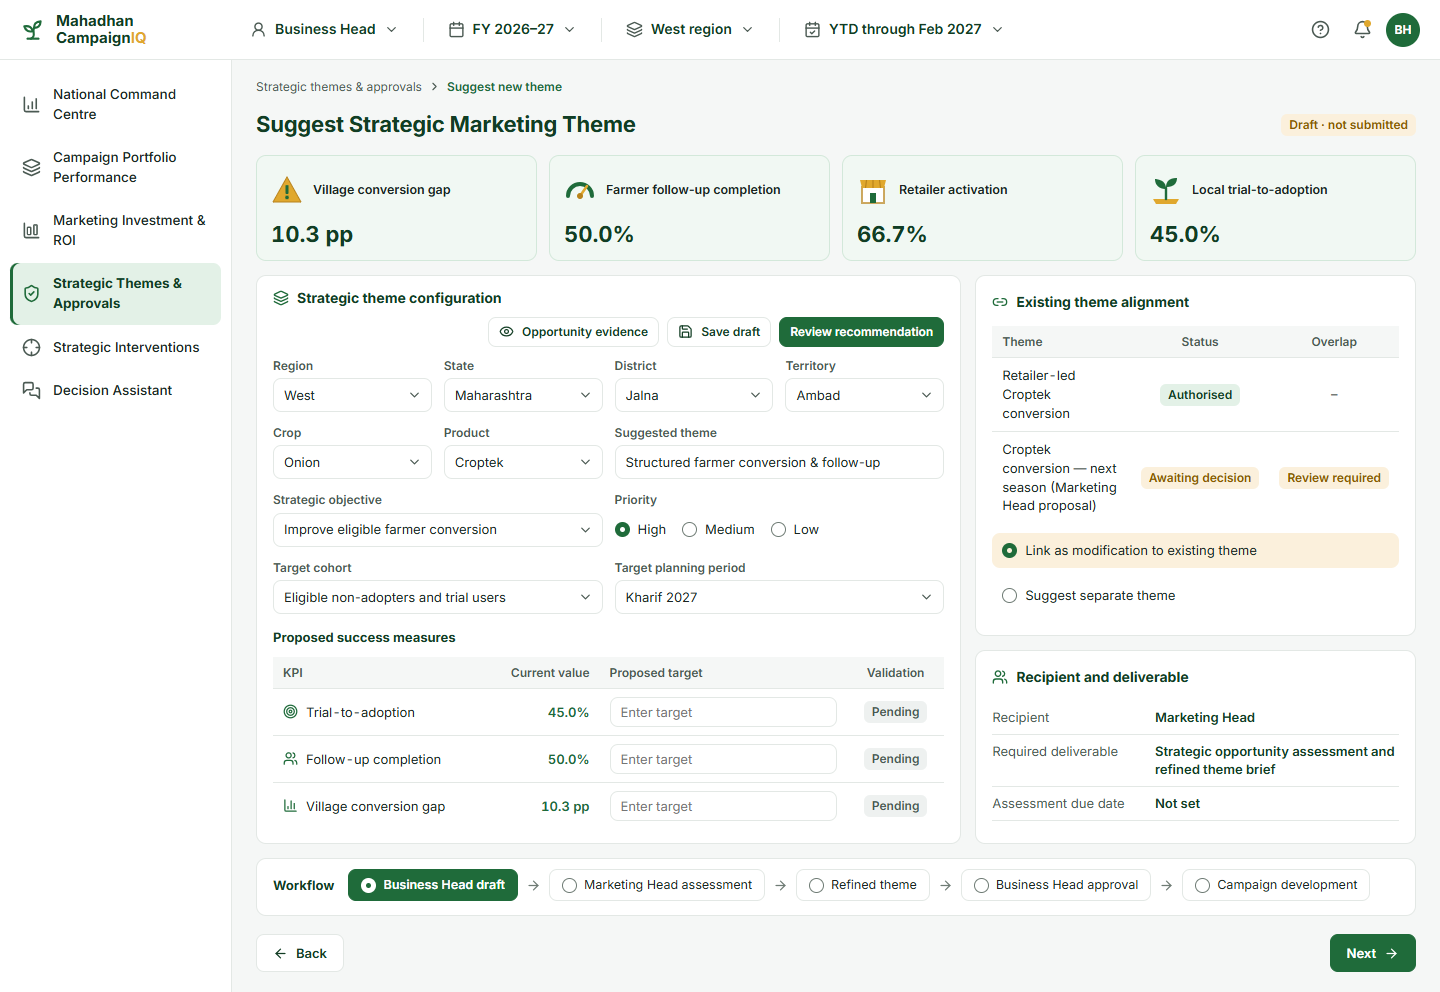 Mahadhan
CampaignIQ
Business Head
FY 2026–27
West region
YTD through Feb 2027
BH
National Command
Centre
Campaign Portfolio
Performance
Marketing Investment &
ROI
Strategic Themes &
Approvals
Strategic Interventions
Decision Assistant
Strategic themes & approvals
Suggest new theme
Suggest Strategic Marketing Theme
Draft · not submitted
Village conversion gap
10.3 pp
Farmer follow-up completion
50.0%
Retailer activation
66.7%
Local trial-to-adoption
45.0%
Strategic theme configuration
Opportunity evidence
Save draft
Review recommendation
Region
State
District
Territory
West
Maharashtra
Jalna
Ambad
Crop
Product
Suggested theme
Onion
Croptek
Structured farmer conversion & follow-up
Strategic objective
Priority
Improve eligible farmer conversion
High
Medium
Low
Target cohort
Target planning period
Eligible non-adopters and trial users
Kharif 2027
Proposed success measures
KPI
Current value
Proposed target
Validation
Trial-to-adoption
45.0%
Enter target
Pending
Follow-up completion
50.0%
Enter target
Pending
Village conversion gap
10.3 pp
Enter target
Pending
Existing theme alignment
Theme
Status
Overlap
Retailer-led
Croptek
conversion
Authorised
–
Croptek
conversion — next
season (Marketing
Head proposal)
Awaiting decision
Review required
Link as modification to existing theme
Suggest separate theme
Recipient and deliverable
Recipient
Marketing Head
Required deliverable
Strategic opportunity assessment and
refined theme brief
Assessment due date
Not set
Workflow
Business Head draft
Marketing Head assessment
Refined theme
Business Head approval
Campaign development
Back
Next